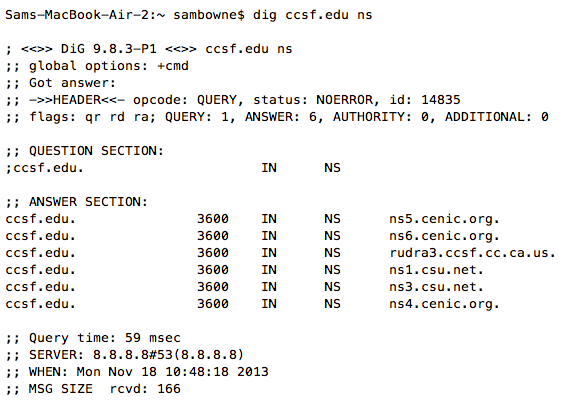 Sams-MacBook-Air-2:~ sambowne$ dig ccsf.edu ns

; <<>> DiG 9.8.3-P1 <<>> ccsf.edu ns
;; global options: +cmd
;; Got answer:
;; ->>HEADER<<- opcode: QUERY, status: NOERROR, id: 14835
;; flags: qr rd ra; QUERY: 1, ANSWER: 6, AUTHORITY: 0, ADDITIONAL: 0

;; QUESTION SECTION:
;ccsf.edu.                      IN      NS

;; ANSWER SECTION:
ccsf.edu.               3600    IN      NS      ns5.cenic.org.
ccsf.edu.               3600    IN      NS      ns6.cenic.org.
ccsf.edu.               3600    IN      NS      rudra3.ccsf.cc.ca.us.
ccsf.edu.               3600    IN      NS      ns1.csu.net.
ccsf.edu.               3600    IN      NS      ns3.csu.net.
ccsf.edu.               3600    IN      NS      ns4.cenic.org.

;; Query time: 59 msec
;; SERVER: 8.8.8.8#53(8.8.8.8)
;; WHEN: Mon Nov 18 10:48:18 2013
;; MSG SIZE  rcvd: 166